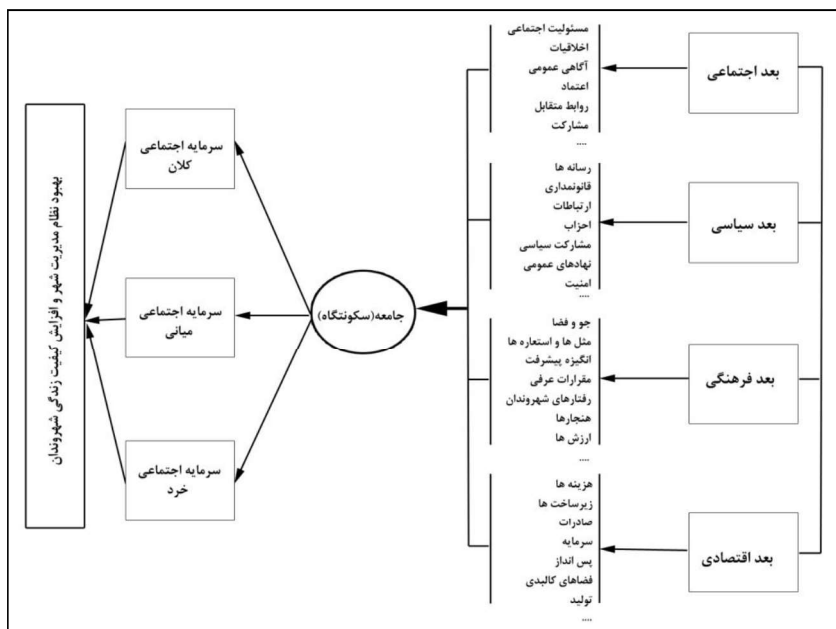 بعد اجتماعی
مسئولیت اجتماعی
اخلاقیات
آگاهی عمومی
اعتماد
روابط متقابل
مشارکت
....
بعد سیاسی
رسانه ها
قانونمداری
ارتباطات
احزاب
مشارکت سیاسی
نهادهای عمومی
امنیت
....
بعد فرهنگی
جو و فضا
مثل ها و استعاره ها
انگیزه پیشرفت
مقرارات عرفی
رفتارهای شهروندان
هنجارها
ارزش ها
....
بعد اقتصادی
هزینه ها
زیرساخت ها
صادرات
سرمایه
پس انداز
فضاهای کالبدی
تولید
....
جامعه(سکونتگاه)
سرمایه اجتماعی
کلان
سرمایه اجتماعی
میانی
سرمایه اجتماعی
خرد
بهبود نظام مدیریت شهر و افزایش کیفیت زندگی شهروندان